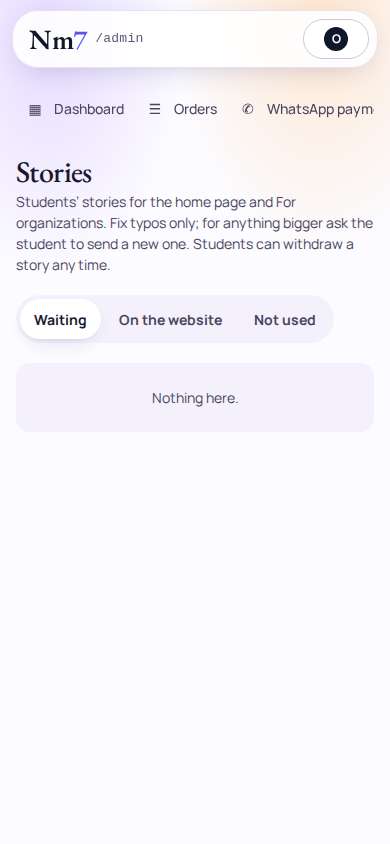 Nm7 /admin
O
▦ Dashboard ☰ Orders ✆ WhatsApp paym
Stories
Students’ stories for the home page and For
organizations. Fix typos only; for anything bigger ask the
student to send a new one. Students can withdraw a
story any time.
Waiting On the website Not used
Nothing here.